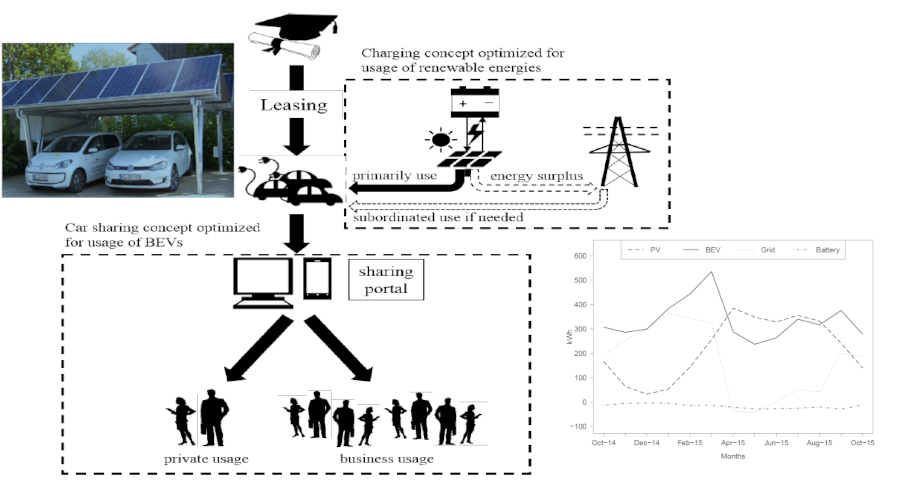 Charging concept optimized for
usage of renewable energies
Leasing
+ −
primarily use
energy surplus
subordinated use if needed
Car sharing concept optimized
for usage of BEVs
sharing
portal
private usage
business usage
PV BEV Grid Battery
600
500
400
300
200
100
0
−100
kWh
Oct−14 Dec−14 Feb−15 Apr−15 Jun−15 Aug−15 Oct−15
Months